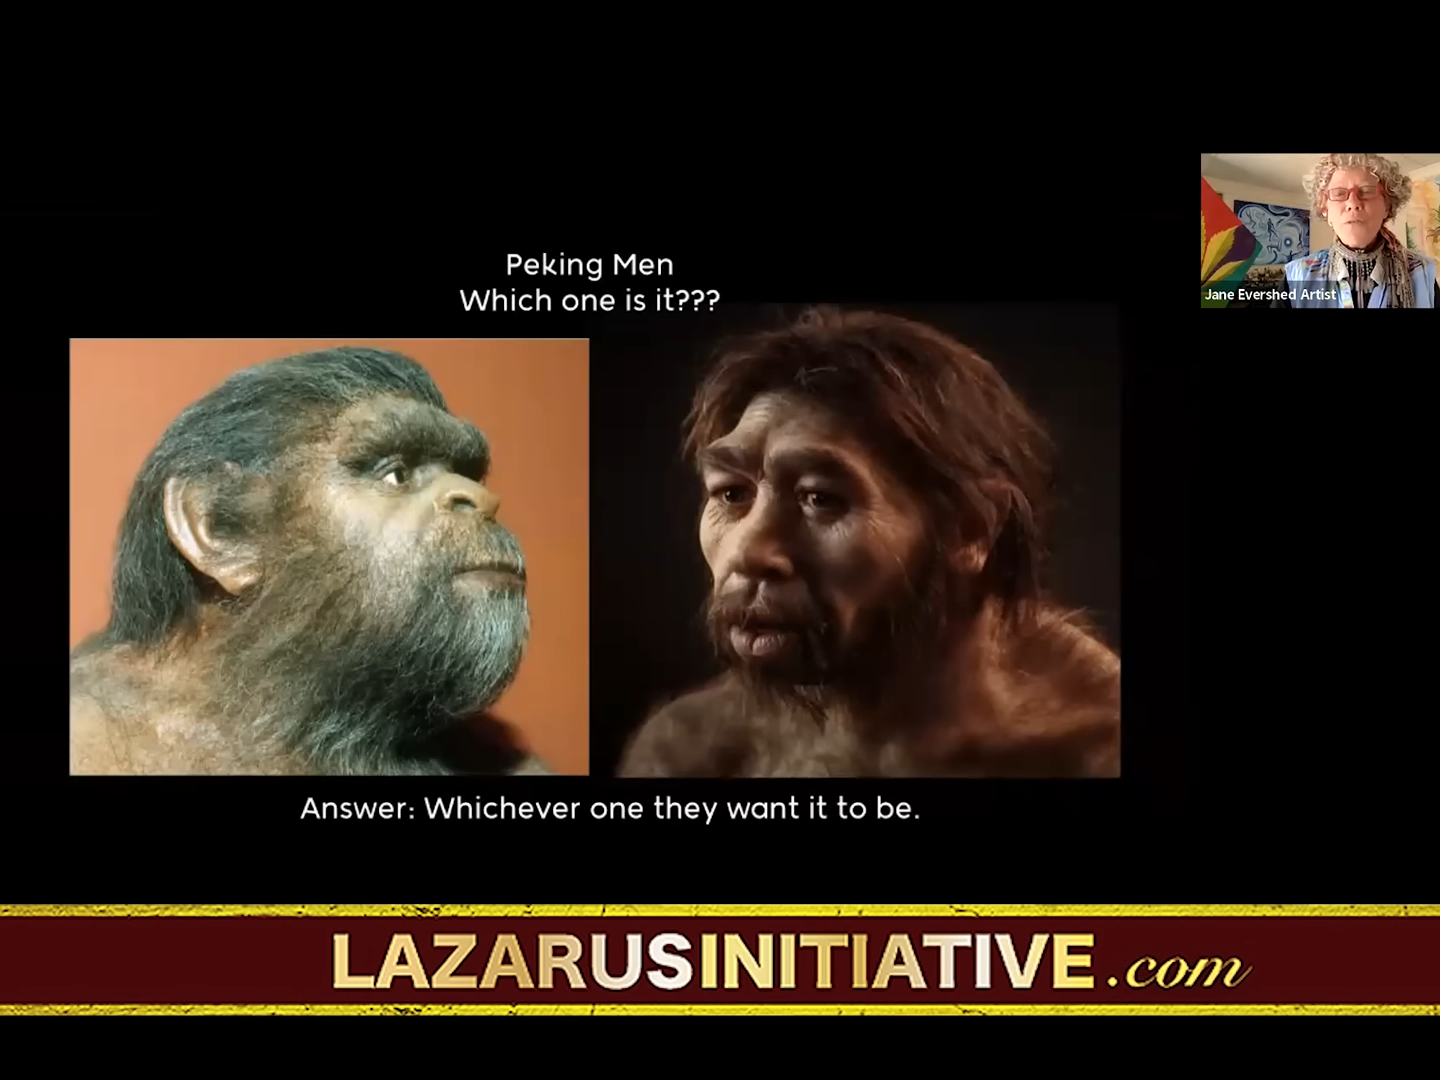 Peking Men
Which one is it???
Jane Evershed Artist
Answer: Whichever one they want it to be.
LAZARUSINITIATIVE.com